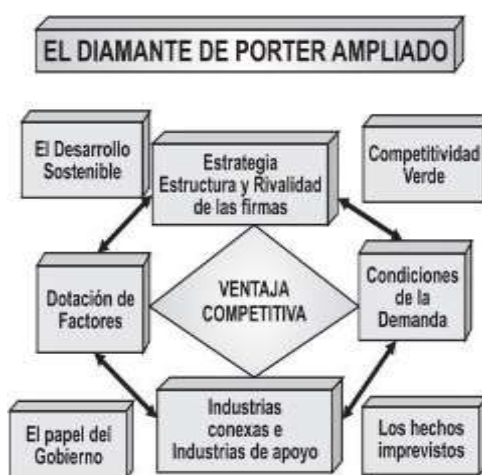 EL DIAMANTE DE PORTER AMPLIADO
El Desarrollo
Sostenible
Estrategia
Estructura y Rivalidad
de las firmas
Competitividad
Verde
Dotación de
Factores
VENTAJA
COMPETITIVA
Condiciones
de la
Demanda
El papel del
Gobierno
Industrias
conexas e
Industrias de apoyo
Los hechos
imprevistos